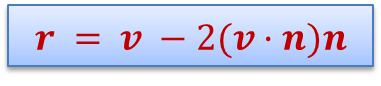 r = v − 2(v · n)n